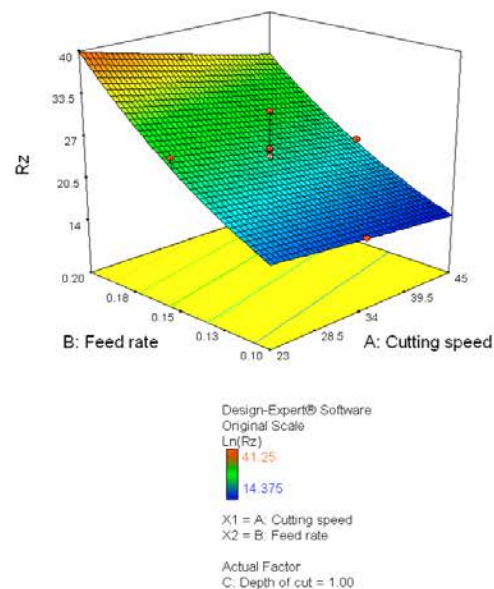 40
33.5
27
20.5
14
Rz
0.20
0.18
0.15
0.13
0.10
B: Feed rate
23
28.5
34
39.5
45
A: Cutting speed
Design-Expert® Software
Original Scale
Ln(Rz)
41.25
14.375
X1 = A: Cutting speed
X2 = B: Feed rate
Actual Factor
C: Depth of cut = 1.00